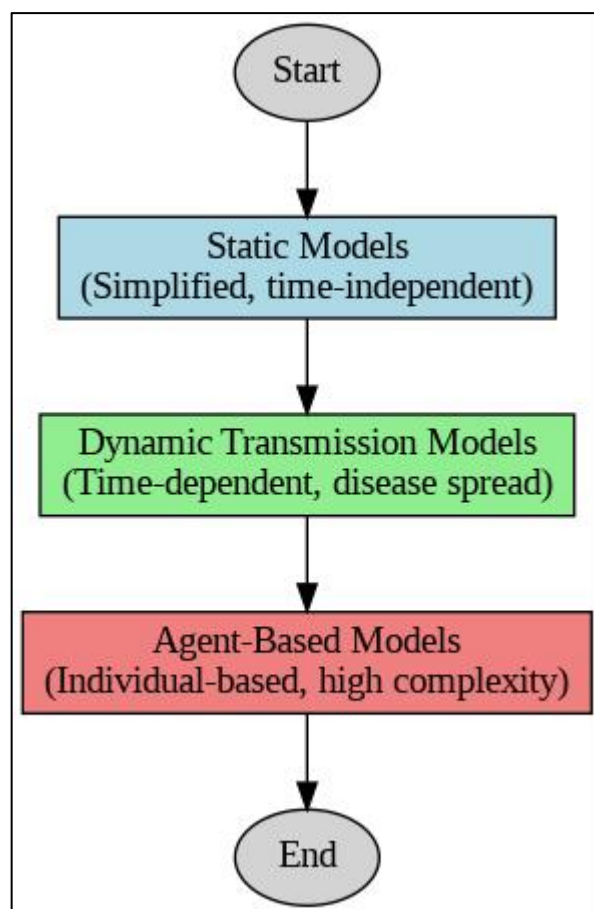 Start
Static Models
(Simplified, time-independent)
Dynamic Transmission Models
(Time-dependent, disease spread)
Agent-Based Models
(Individual-based, high complexity)
End